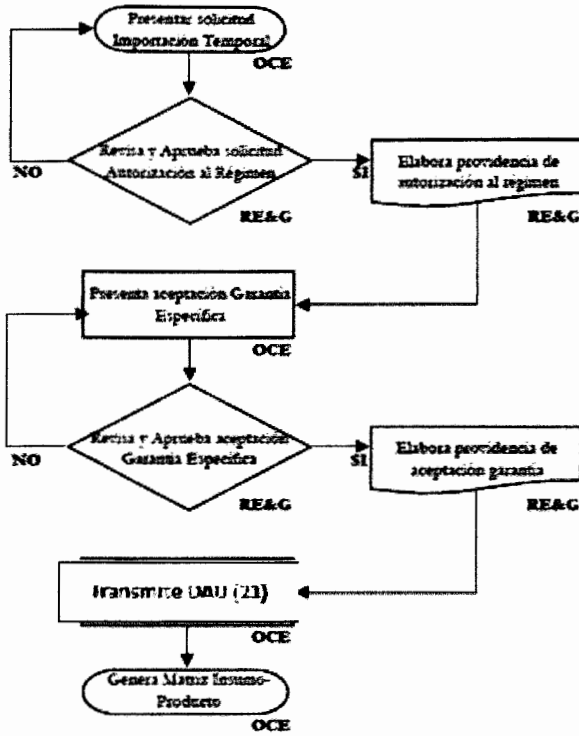 Presentar solicitud
Importación Temporal
OCE
Revisa y Aprueba solicitud
Autorización al Régimen
NO
SI
RE&G
Elabora providencia de
autorización al régimen
RE&G
Presenta aceptación Garantía
Específica
OCE
Revisa y Aprueba aceptación
Garantía Específica
NO
SI
RE&G
Elabora providencia de
aceptación garantía
RE&G
Transmite DAU (21)
OCE
Genera Matriz Insumo-
Producto
OCE